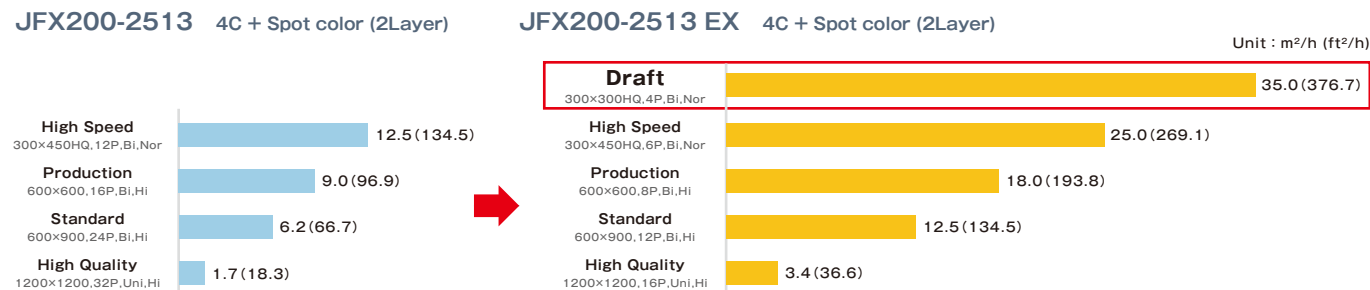 JFX200-2513 4C + Spot color (2Layer)
High Speed
300×450HQ,12P,Bi,Nor
12.5(134.5)
Production
600×600,16P,Bi,Hi
9.0(96.9)
Standard
600×900,24P,Bi,Hi
6.2(66.7)
High Quality
1200×1200,32P,Uni,Hi
1.7(18.3)
JFX200-2513 EX 4C + Spot color (2Layer)
Unit : m²/h (ft²/h)
Draft
300×300HQ,4P,Bi,Nor
35.0(376.7)
High Speed
300×450HQ,6P,Bi,Nor
25.0(269.1)
Production
600×600,8P,Bi,Hi
18.0(193.8)
Standard
600×900,12P,Bi,Hi
12.5(134.5)
High Quality
1200×1200,16P,Uni,Hi
3.4(36.6)